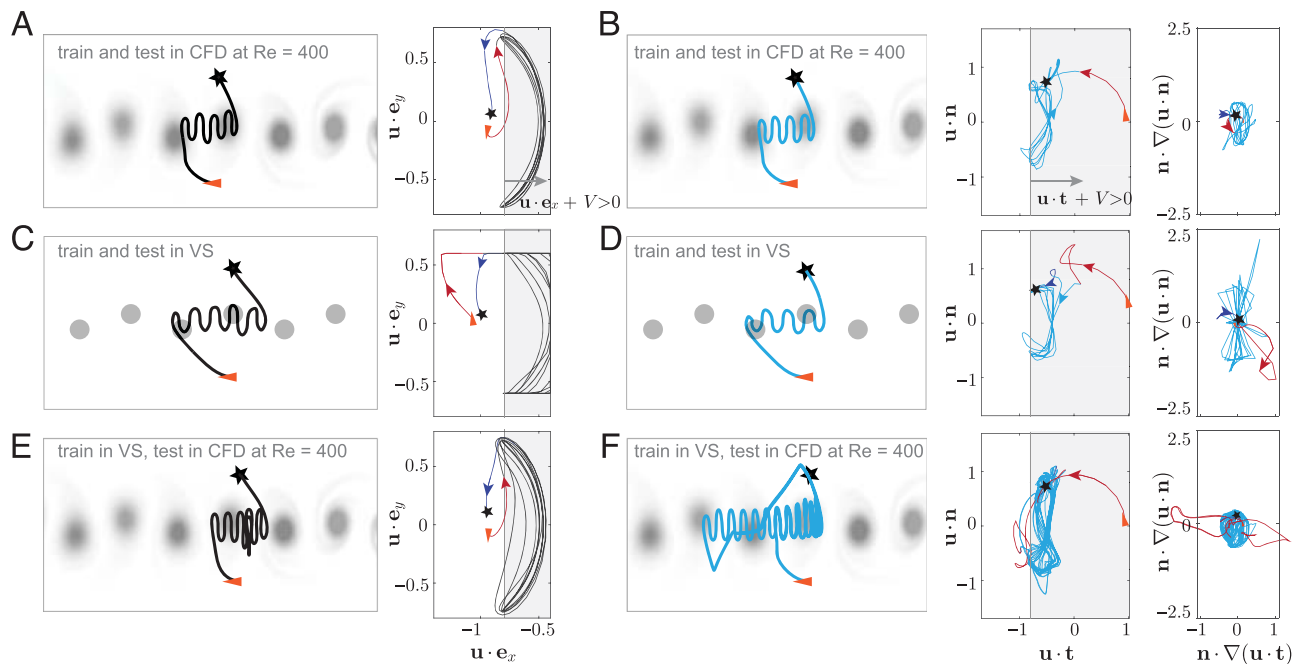 A
train and test in CFD at Re = 400
0.5
0
−0.5
u · e_y
u · e_x + V>0
B
train and test in CFD at Re = 400
1
0
−1
u · n
u · t + V>0
2.5
0
−2.5
n · ∇(u · n)
C
train and test in VS
0.5
0
−0.5
u · e_y
D
train and test in VS
1
0
−1
u · n
2.5
0
−2.5
n · ∇(u · n)
E
train in VS, test in CFD at Re = 400
0.5
0
−0.5
u · e_y
−1
−0.5
u · e_x
F
train in VS, test in CFD at Re = 400
1
0
−1
u · n
−1
0
1
u · t
2.5
0
−2.5
n · ∇(u · n)
−1
0
1
n · ∇(u · t)